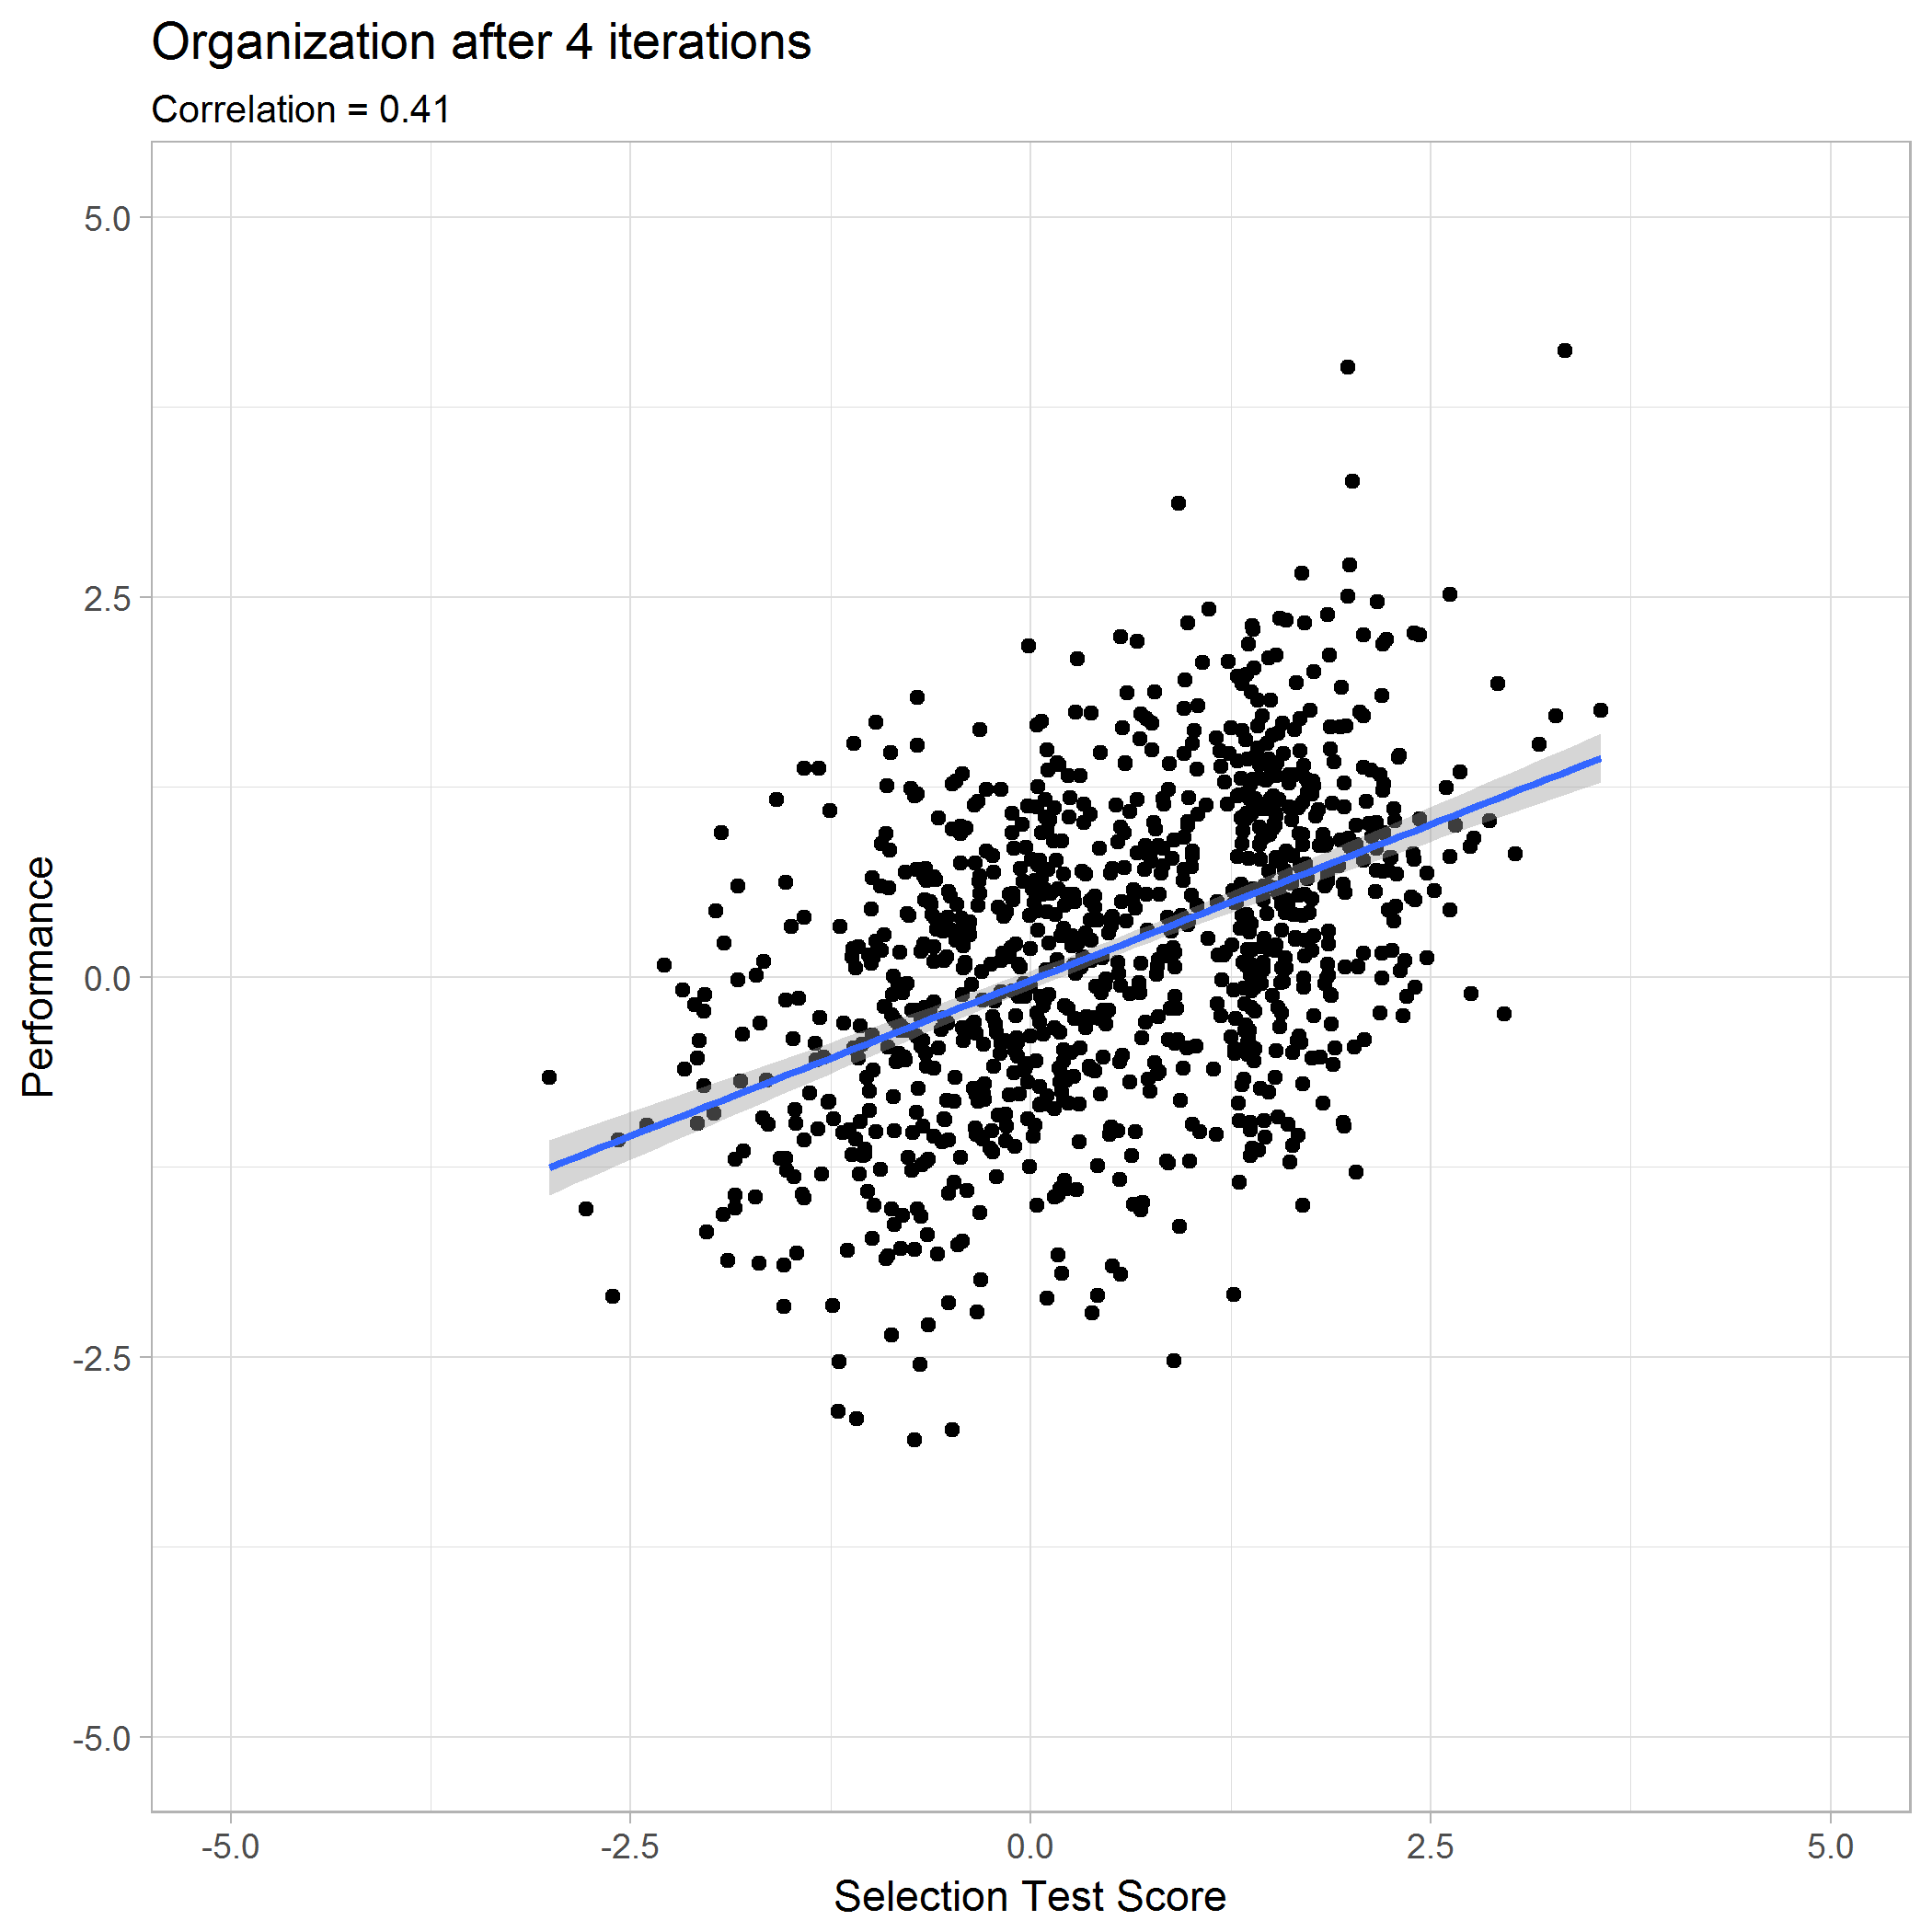 Organization after 4 iterations
Correlation = 0.41
5.0
2.5
0.0
-2.5
-5.0
Performance
-5.0 -2.5 0.0 2.5 5.0
Selection Test Score